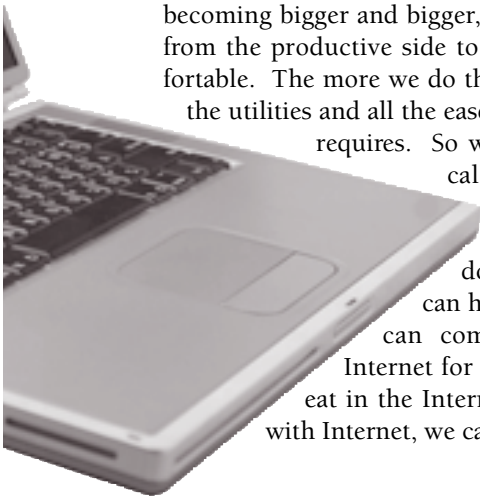 becoming bigger and bigger,
from the productive side to
fortable. The more we do th
the utilities and all the ease
requires. So w
cal
do
can h
can com
Internet for
eat in the Intern
with Internet, we ca